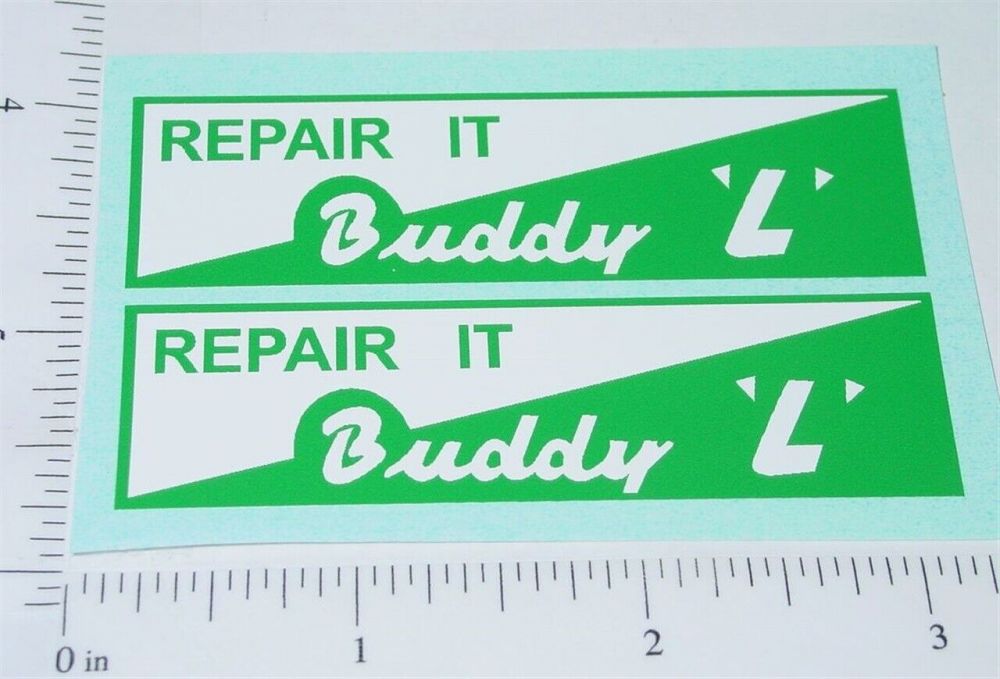 REPAIR IT
Buddy 'L'
REPAIR IT
Buddy 'L'
4
0 in 1 2 3